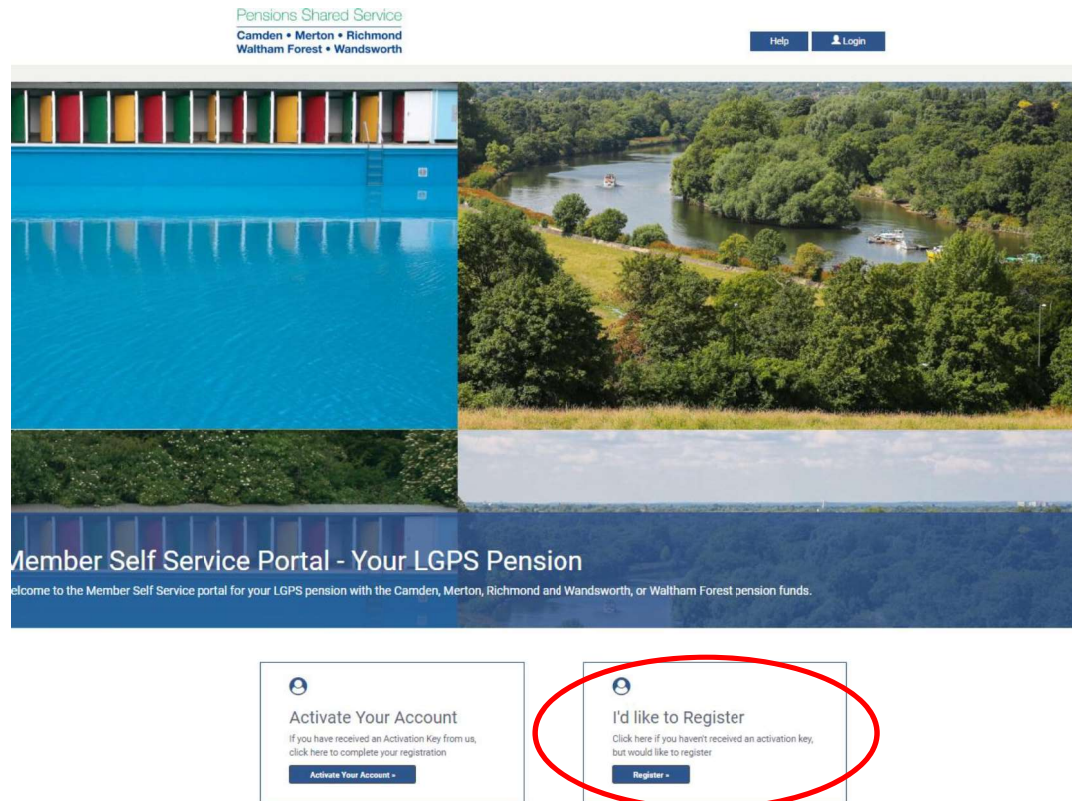 Pensions Shared Service
Camden • Merton • Richmond
Waltham Forest • Wandsworth
Help
Login
Member Self Service Portal - Your LGPS Pension
elcome to the Member Self Service portal for your LGPS pension with the Camden, Merton, Richmond and Wandsworth, or Waltham Forest pension funds.
Activate Your Account
If you have received an Activation Key from us,
click here to complete your registration
Activate Your Account »
I'd like to Register
Click here if you haven't received an activation key,
but would like to register
Register »